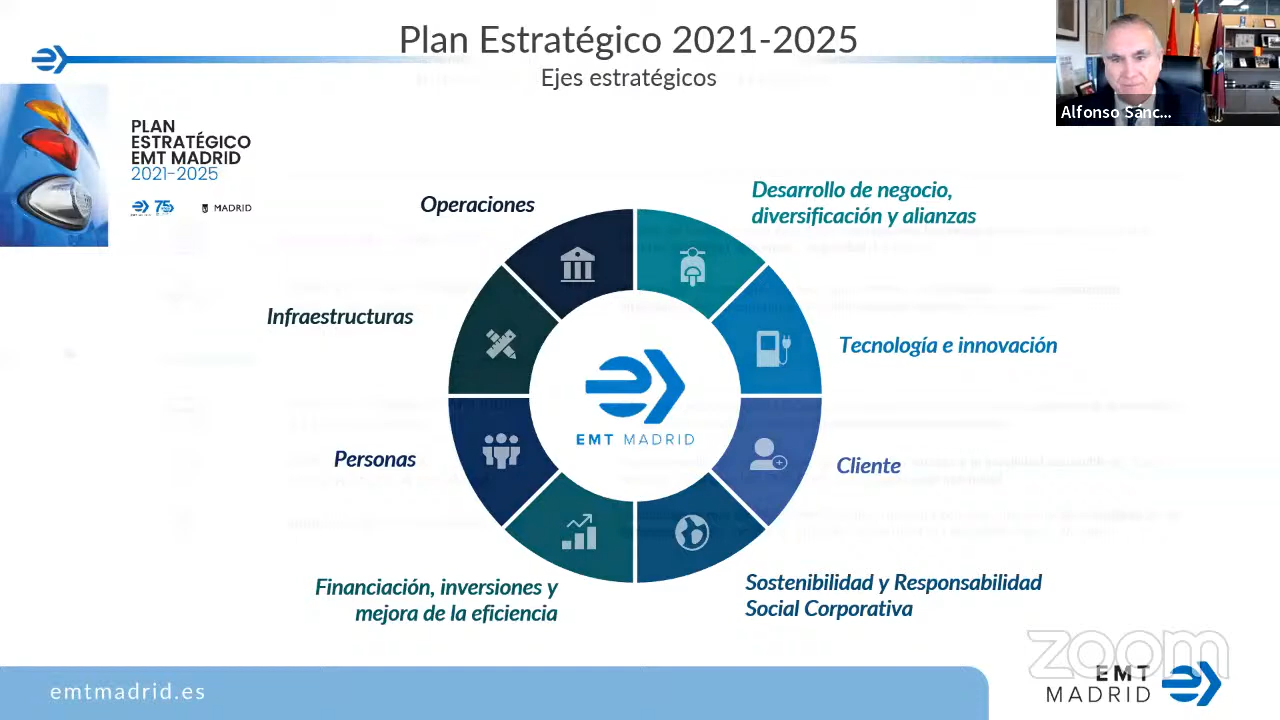 Plan Estratégico 2021-2025
Ejes estratégicos
Alfonso Sánc...
PLAN
ESTRATÉGICO
EMT MADRID
2021-2025
75
MADRID
Operaciones
Desarrollo de negocio,
diversificación y alianzas
Infraestructuras
Tecnología e innovación
EMT MADRID
Personas
Cliente
Financiación, inversiones y
mejora de la eficiencia
Sostenibilidad y Responsabilidad
Social Corporativa
zoom
emtmadrid.es
EMT
MADRID